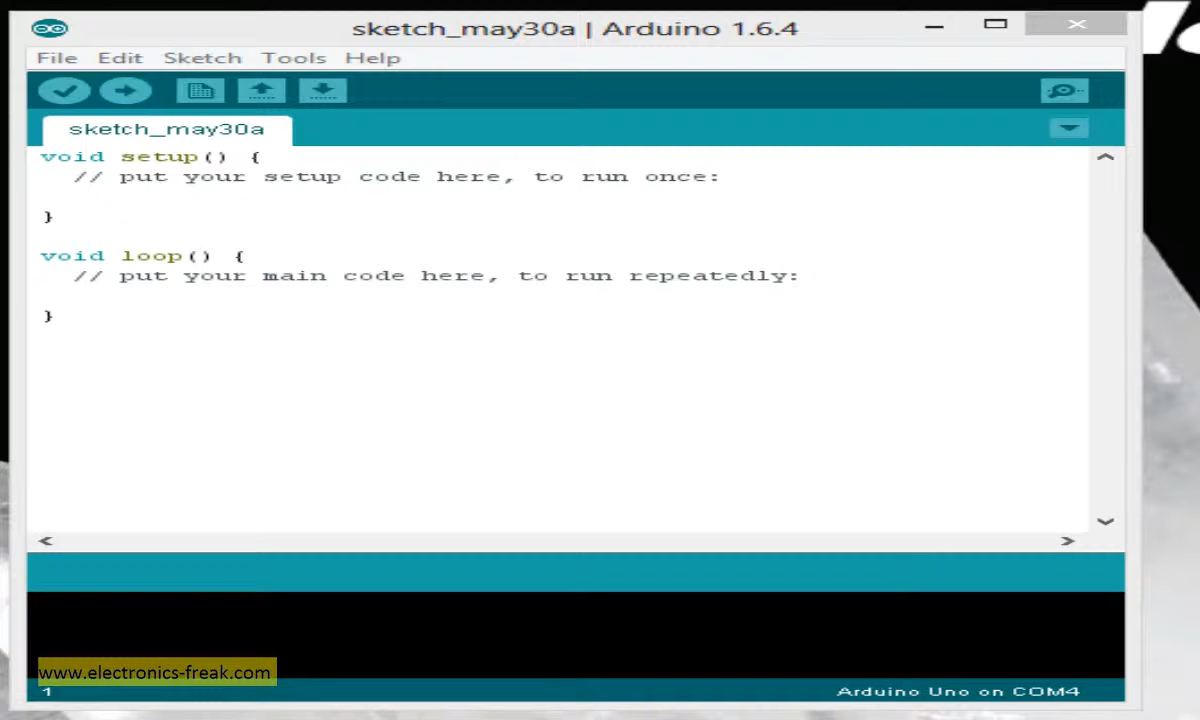 sketch_may30a | Arduino 1.6.4
File Edit Sketch Tools Help
sketch_may30a
void setup() {
// put your setup code here, to run once:
}
void loop() {
// put your main code here, to run repeatedly:
}
www.electronics-freak.com
1
Arduino Uno on COM4